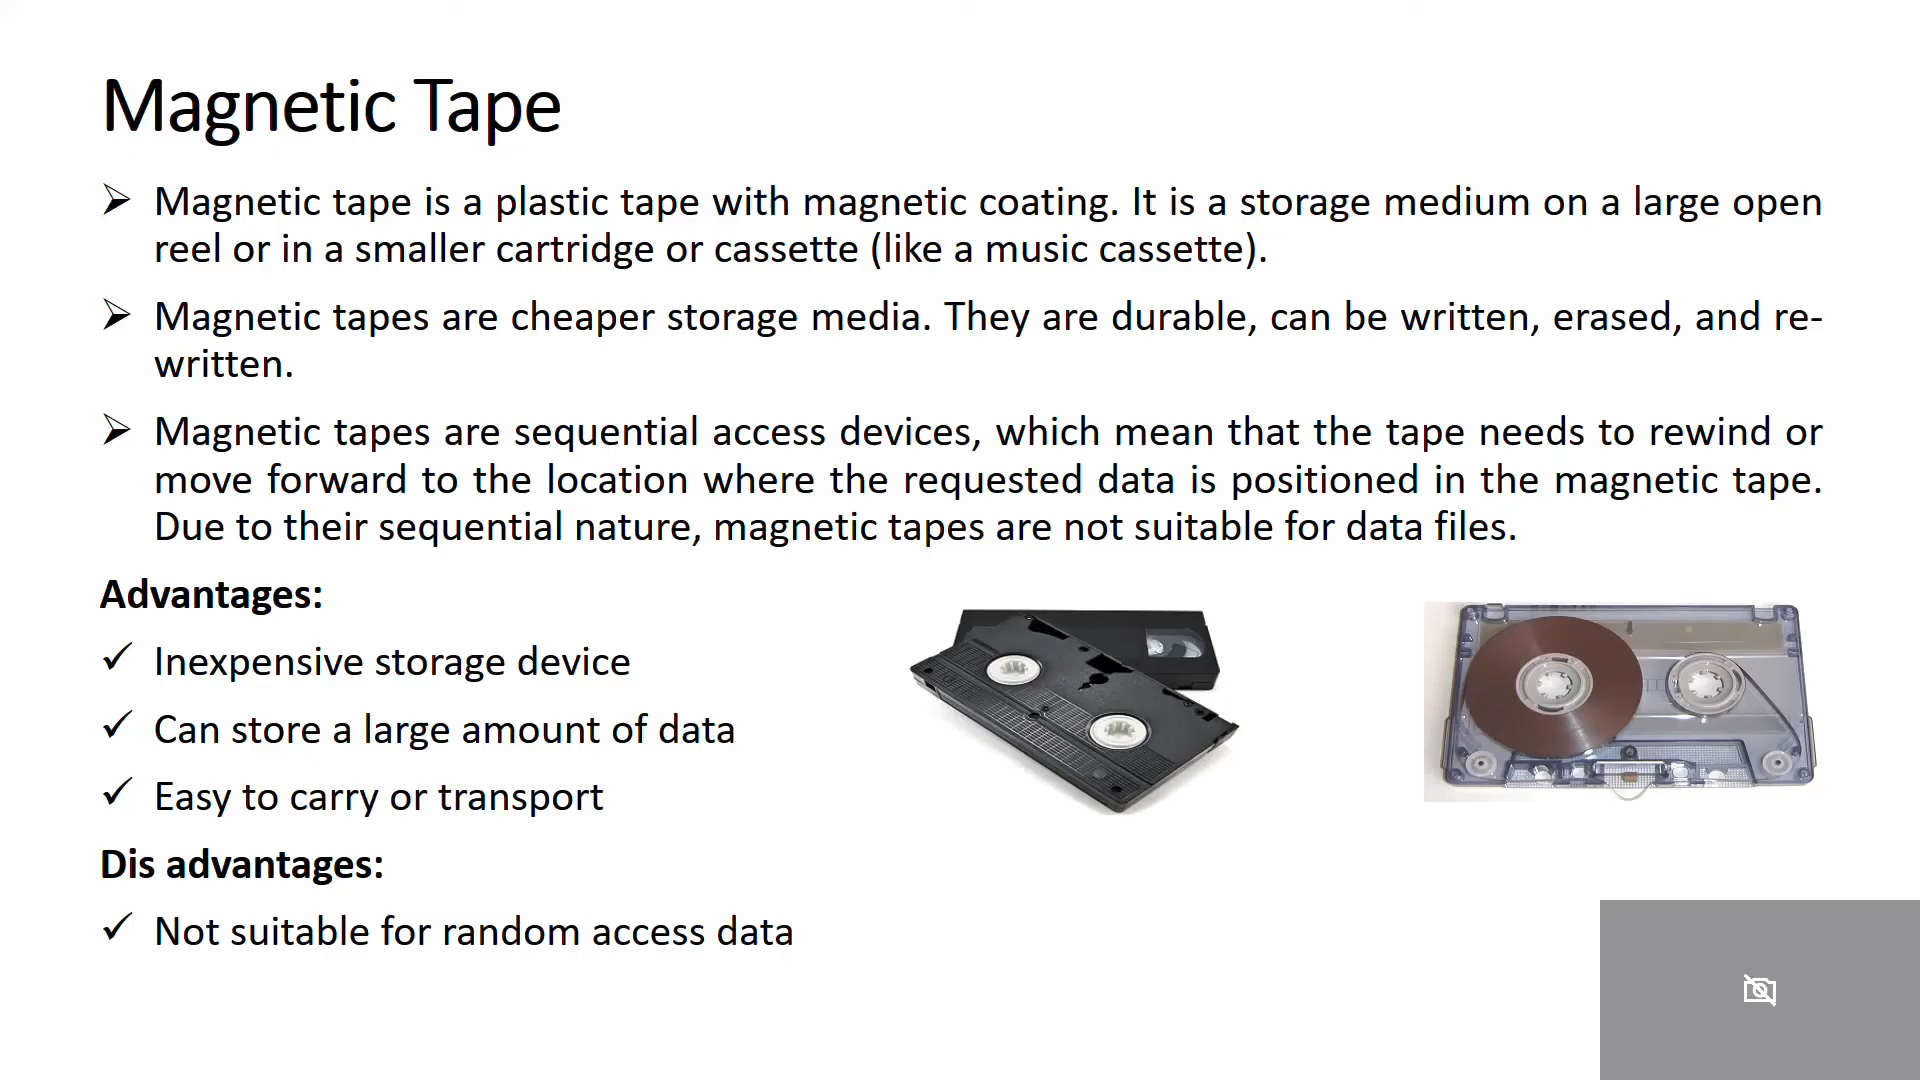 Magnetic Tape
Magnetic tape is a plastic tape with magnetic coating. It is a storage medium on a large open
reel or in a smaller cartridge or cassette (like a music cassette).
Magnetic tapes are cheaper storage media. They are durable, can be written, erased, and re-
written.
Magnetic tapes are sequential access devices, which mean that the tape needs to rewind or
move forward to the location where the requested data is positioned in the magnetic tape.
Due to their sequential nature, magnetic tapes are not suitable for data files.
Advantages:
Inexpensive storage device
Can store a large amount of data
Easy to carry or transport
Dis advantages:
Not suitable for random access data